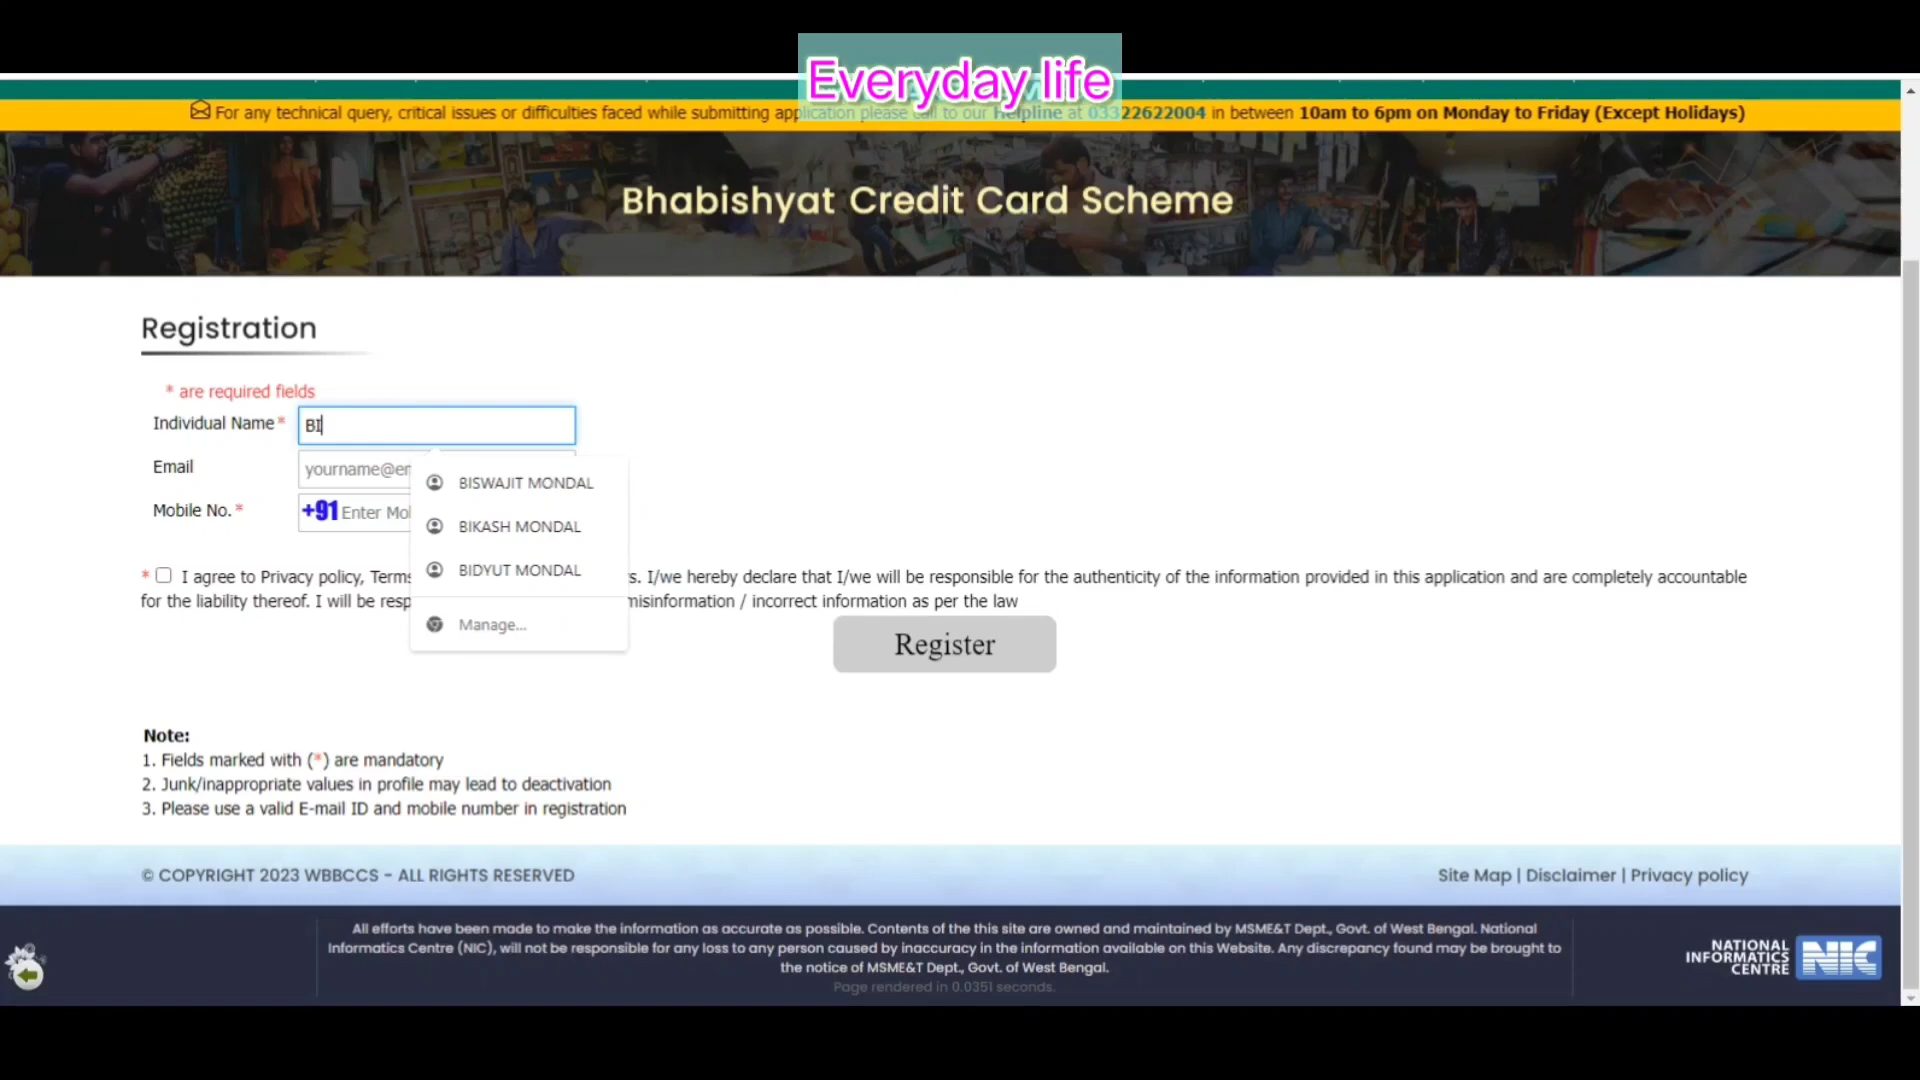 Everyday life
For any technical query, critical issues or difficulties faced while submitting application please call to our Helpline at 03322622004 in between 10am to 6pm on Monday to Friday (Except Holidays)
Bhabishyat Credit Card Scheme
Registration
* are required fields
Individual Name* BI
Email yourname@em
BISWAJIT MONDAL
Mobile No.* +91 Enter Mo
BIKASH MONDAL
BIDYUT MONDAL
* I agree to Privacy policy, Terms s. I/we hereby declare that I/we will be responsible for the authenticity of the information provided in this application and are completely accountable
for the liability thereof. I will be resp misinformation / incorrect information as per the law
Manage...
Register
Note:
1. Fields marked with (*) are mandatory
2. Junk/inappropriate values in profile may lead to deactivation
3. Please use a valid E-mail ID and mobile number in registration
© COPYRIGHT 2023 WBBCCS - ALL RIGHTS RESERVED
Site Map | Disclaimer | Privacy policy
All efforts have been made to make the information as accurate as possible. Contents of the this site are owned and maintained by MSME&T Dept., Govt. of West Bengal. National
Informatics Centre (NIC), will not be responsible for any loss to any person caused by inaccuracy in the information available on this Website. Any discrepancy found may be brought to
the notice of MSME&T Dept., Govt. of West Bengal.
Page rendered in 0.0351 seconds.
NATIONAL
INFORMATICS
CENTRE
NIC